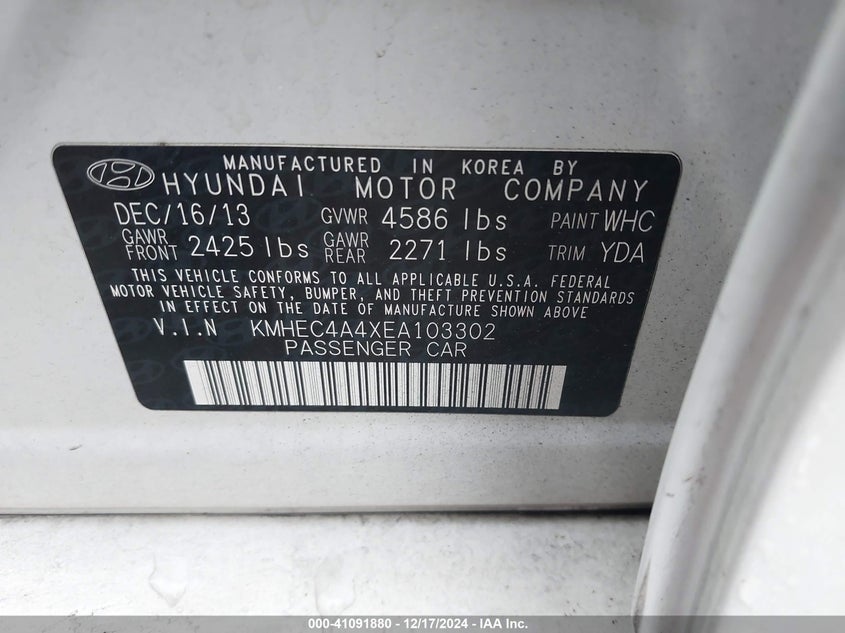 MANUFACTURED IN KOREA BY
HYUNDAI MOTOR COMPANY
DEC/16/13 GVWR 4586 lbs PAINT WHC
GAWR FRONT 2425 lbs GAWR REAR 2271 lbs TRIM YDA
THIS VEHICLE CONFORMS TO ALL APPLICABLE U.S.A. FEDERAL
MOTOR VEHICLE SAFETY, BUMPER, AND THEFT PREVENTION STANDARDS
IN EFFECT ON THE DATE OF MANUFACTURE SHOWN ABOVE
V.I.N KMHEC4A4XEA103302
PASSENGER CAR
000-41091880 - 12/17/2024 - IAA Inc.